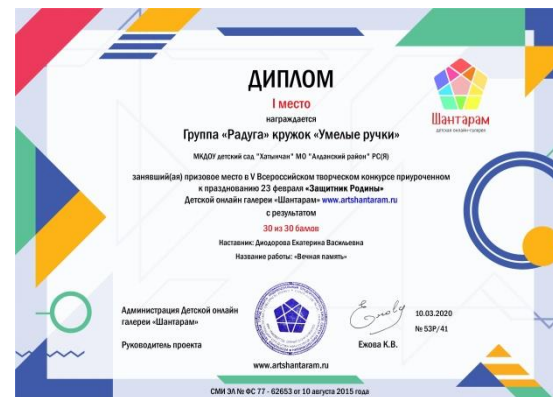 ДИПЛОМ
I место
награждается
Группа «Радуга» кружок «Умелые ручки»
МКДОУ детский сад "Хатынчан" МО "Алданский район" РС(Я)
занявший(ая) призовое место в V Всероссийском творческом конкурсе приуроченном
к празднованию 23 февраля «Защитник Родины»
Детской онлайн галереи «Шантарам» www.artshantaram.ru
с результатом
30 из 30 баллов
Наставник: Диодорова Екатерина Васильевна
Название работы: «Вечная память»
Шантарам
детская онлайн-галерея
Администрация Детской онлайн
галереи «Шантарам»
Руководитель проекта
10.03.2020
№ 53Р/41
Ежова К.В.
www.artshantaram.ru
СМИ ЭЛ № ФС 77 - 62653 от 10 августа 2015 года